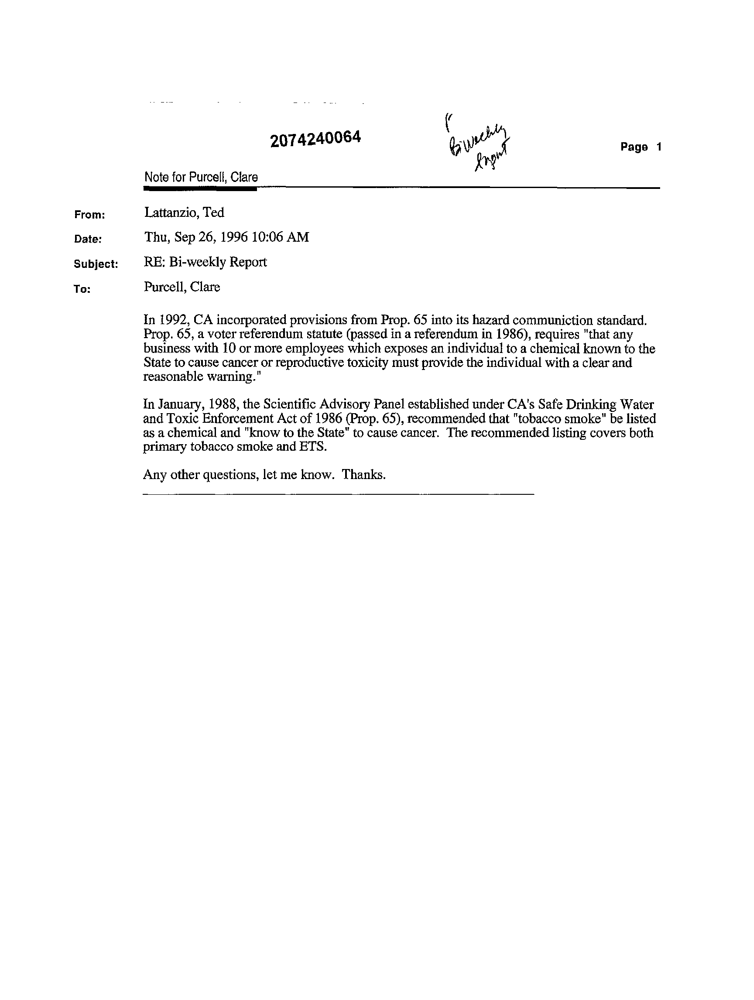 2074240064
Biweekly
Input
Page 1
Note for Purcell, Clare
From: Lattanzio, Ted
Date: Thu, Sep 26, 1996 10:06 AM
Subject: RE: Bi-weekly Report
To: Purcell, Clare
In 1992, CA incorporated provisions from Prop. 65 into its hazard communiction standard.
Prop. 65, a voter referendum statute (passed in a referendum in 1986), requires "that any
business with 10 or more employees which exposes an individual to a chemical known to the
State to cause cancer or reproductive toxicity must provide the individual with a clear and
reasonable warning."
In January, 1988, the Scientific Advisory Panel established under CA's Safe Drinking Water
and Toxic Enforcement Act of 1986 (Prop. 65), recommended that "tobacco smoke" be listed
as a chemical and "know to the State" to cause cancer. The recommended listing covers both
primary tobacco smoke and ETS.
Any other questions, let me know. Thanks.